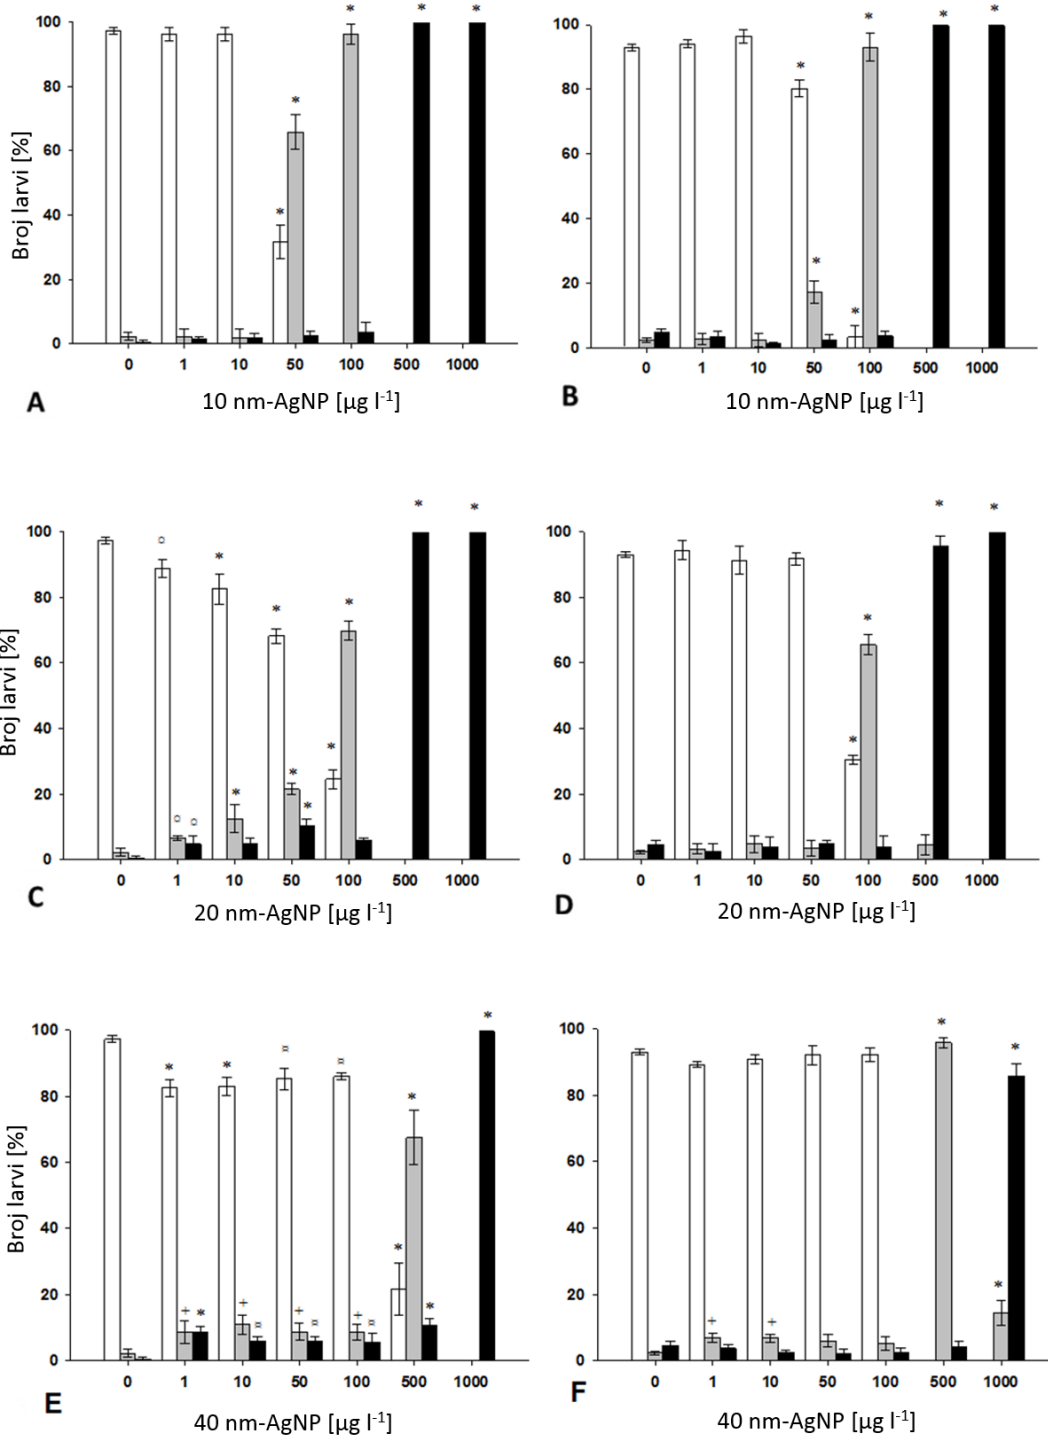 100
80
60
40
20
0
Broj larvi [%]
* * * * *
0 1 10 50 100 500 1000
A
10 nm-AgNP [µg l-1]
100
80
60
40
20
0
* * * * * *
0 1 10 50 100 500 1000
B
10 nm-AgNP [µg l-1]
100
80
60
40
20
0
Broj larvi [%]
¤ ¤ ¤ * * * * * * * * *
0 1 10 50 100 500 1000
C
20 nm-AgNP [µg l-1]
100
80
60
40
20
0
* * * *
0 1 10 50 100 500 1000
D
20 nm-AgNP [µg l-1]
100
80
60
40
20
0
Broj larvi [%]
* + * * + ¤ ¤ + ¤ ¤ + ¤ * * * *
0 1 10 50 100 500 1000
E
40 nm-AgNP [µg l-1]
100
80
60
40
20
0
+ + * * *
0 1 10 50 100 500 1000
F
40 nm-AgNP [µg l-1]